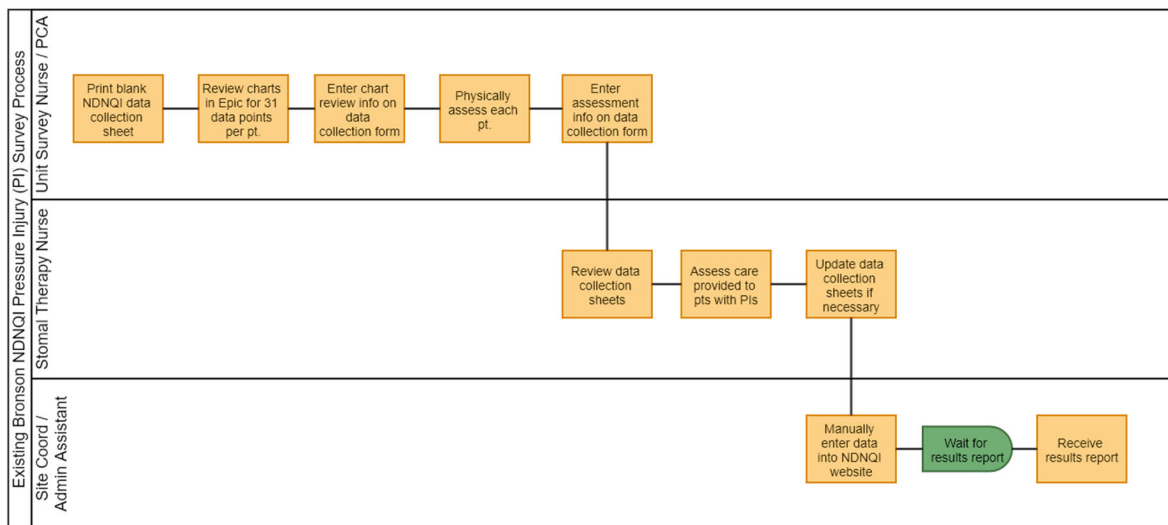 Existing Bronson NDNQI Pressure Injury (PI) Survey Process
Unit Survey Nurse / PCA
Print blank
NDNQI data
collection
sheet
Review charts
in Epic for 31
data points
per pt.
Enter chart
review info on
data
collection form
Physically
assess each
pt.
Enter
assessment
info on data
collection form
Stomal Therapy Nurse
Review data
collection
sheets
Assess care
provided to
pts with PIs
Update data
collection
sheets if
necessary
Site Coord /
Admin Assistant
Manually
enter data
into NDNQI
website
Wait for
results report
Receive
results report